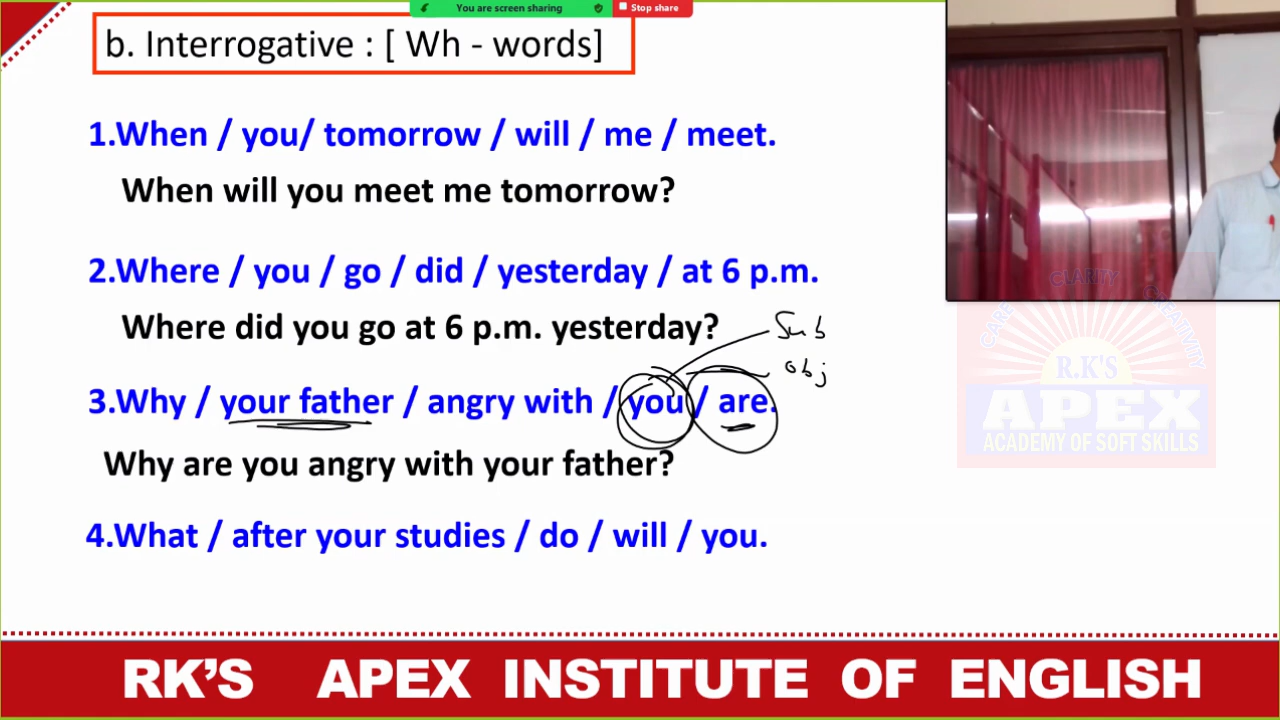 You are screen sharing
Stop share
b. Interrogative : [ Wh - words]
1.When / you/ tomorrow / will / me / meet.
When will you meet me tomorrow?
2.Where / you / go / did / yesterday / at 6 p.m.
Where did you go at 6 p.m. yesterday?
Sub
obj
3.Why / your father / angry with / you / are.
Why are you angry with your father?
4.What / after your studies / do / will / you.
CARE CLARITY CREATIVITY
R.K'S
APEX
ACADEMY OF SOFT SKILLS
RK'S APEX INSTITUTE OF ENGLISH